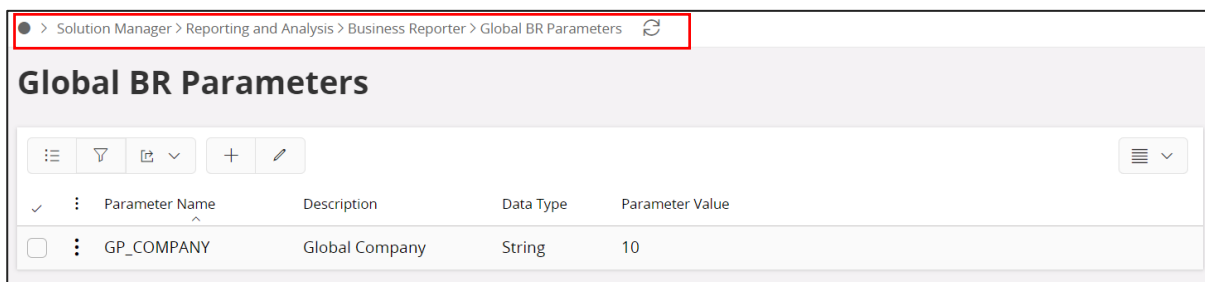 Solution Manager > Reporting and Analysis > Business Reporter > Global BR Parameters
Global BR Parameters
Parameter Name Description Data Type Parameter Value
GP_COMPANY Global Company String 10